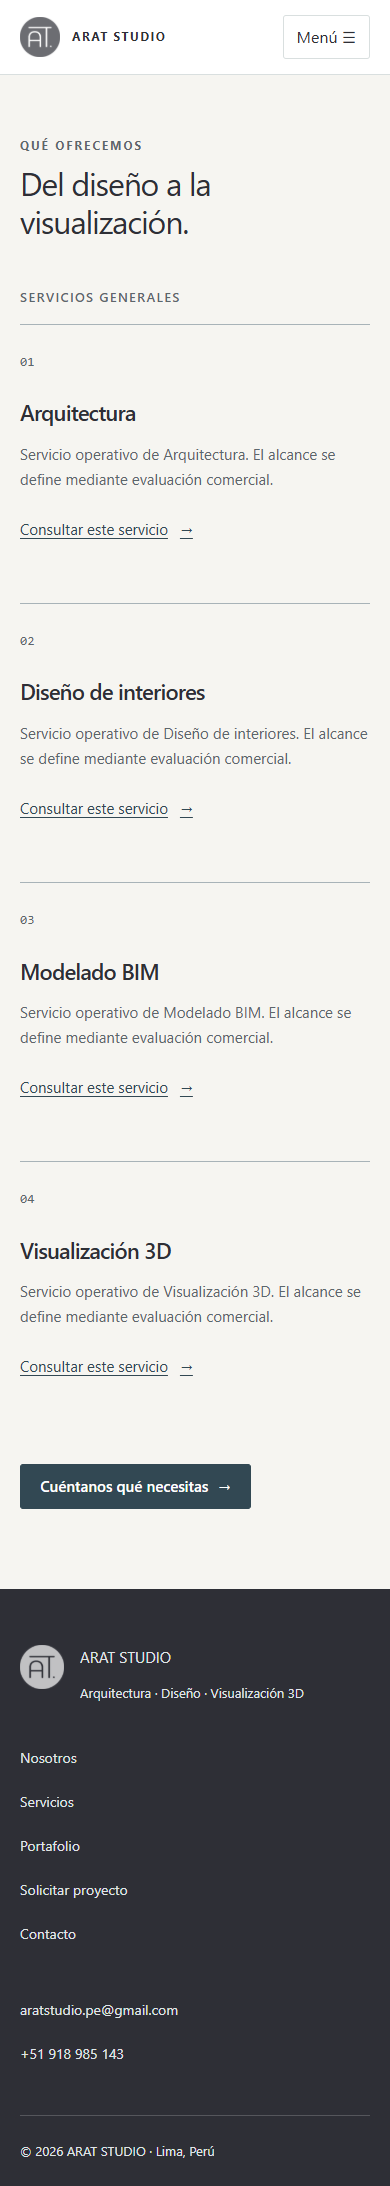 AT.
ARAT STUDIO
Menú ☰
QUÉ OFRECEMOS
Del diseño a la
visualización.
SERVICIOS GENERALES
01
Arquitectura
Servicio operativo de Arquitectura. El alcance se
define mediante evaluación comercial.
Consultar este servicio →
02
Diseño de interiores
Servicio operativo de Diseño de interiores. El alcance
se define mediante evaluación comercial.
Consultar este servicio →
03
Modelado BIM
Servicio operativo de Modelado BIM. El alcance se
define mediante evaluación comercial.
Consultar este servicio →
04
Visualización 3D
Servicio operativo de Visualización 3D. El alcance se
define mediante evaluación comercial.
Consultar este servicio →
Cuéntanos qué necesitas →
AT.
ARAT STUDIO
Arquitectura · Diseño · Visualización 3D
Nosotros
Servicios
Portafolio
Solicitar proyecto
Contacto
aratstudio.pe@gmail.com
+51 918 985 143
© 2026 ARAT STUDIO · Lima, Perú